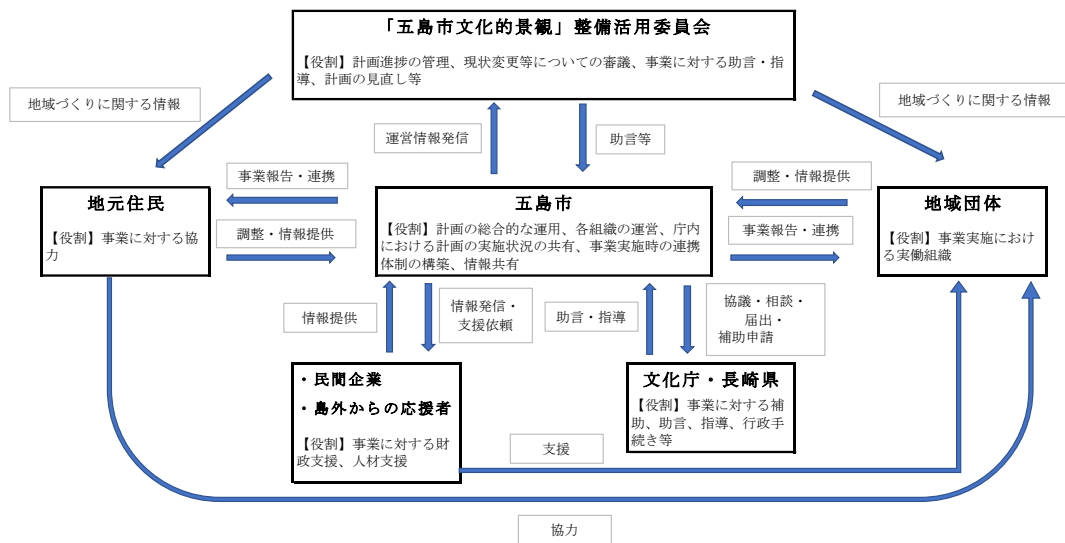 「五島市文化的景観」整備活用委員会
【役割】計画進捗の管理、現状変更等についての審議、事業に対する助言・指
導、計画の見直し等
地域づくりに関する情報
地域づくりに関する情報
運営情報発信
助言等
事業報告・連携
調整・情報提供
地元住民
【役割】事業に対する協
力
五島市
【役割】計画の総合的な運用、各組織の運営、庁内
における計画の実施状況の共有、事業実施時の連携
体制の構築、情報共有
地域団体
【役割】事業実施におけ
る実働組織
調整・情報提供
事業報告・連携
情報提供
情報発信・
支援依頼
助言・指導
協議・相談・
届出・
補助申請
・民間企業
・島外からの応援者
【役割】事業に対する財
政支援、人材支援
文化庁・長崎県
【役割】事業に対する補
助、助言、指導、行政手
続き等
支援
協力